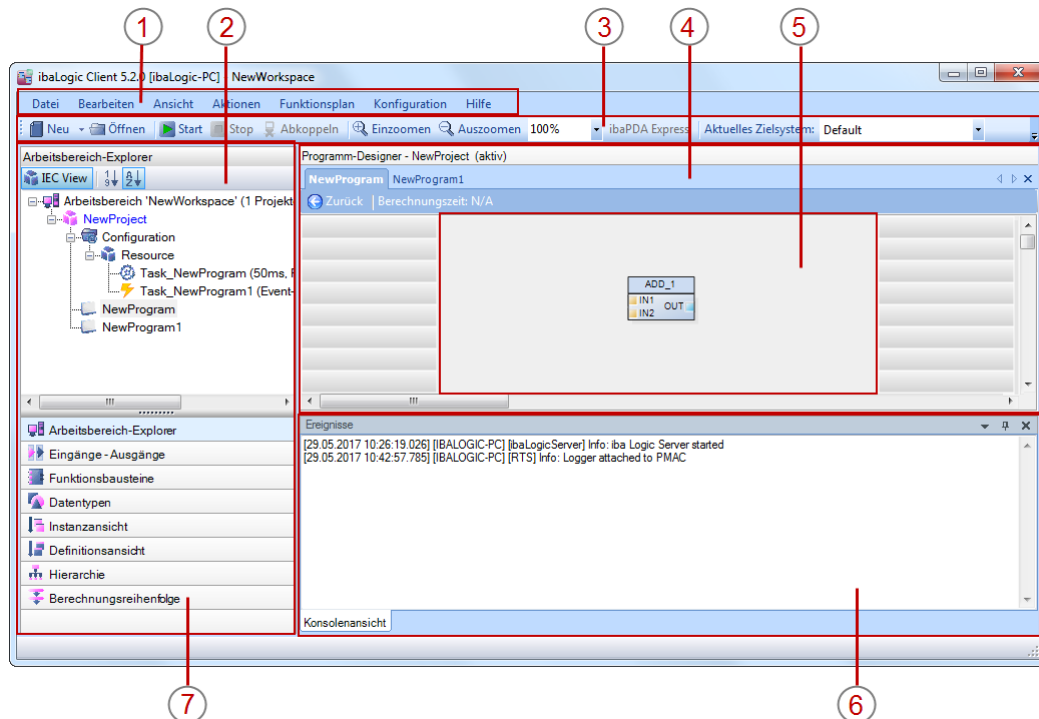 1 2 3 4 5
ibaLogic Client 5.2.0 [ibaLogic-PC] NewWorkspace
Datei Bearbeiten Ansicht Aktionen Funktionsplan Konfiguration Hilfe
Neu Öffnen Start Stop Abkoppeln Einzoomen Auszoomen 100% ibaPDA Express Aktuelles Zielsystem: Default
Arbeitsbereich-Explorer
IEC View
Arbeitsbereich 'NewWorkspace' (1 Projekt
NewProject
Configuration
Resource
Task_NewProgram (50ms,
Task_NewProgram1 (Event-
NewProgram
NewProgram1
Programm-Designer - NewProject (aktiv)
NewProgram NewProgram1
Zurück | Berechnungszeit: N/A
ADD_1
IN1
IN2
OUT
Arbeitsbereich-Explorer
Eingänge - Ausgänge
Funktionsbausteine
Datentypen
Instanzansicht
Definitionsansicht
Hierarchie
Berechnungsreihenfolge
Ereignisse
[29.05.2017 10:26:19.026] [IBALOGIC-PC] [ibaLogicServer] Info: iba Logic Server started
[29.05.2017 10:42:57.785] [IBALOGIC-PC] [RTS] Info: Logger attached to PMAC
Konsolenansicht
7 6